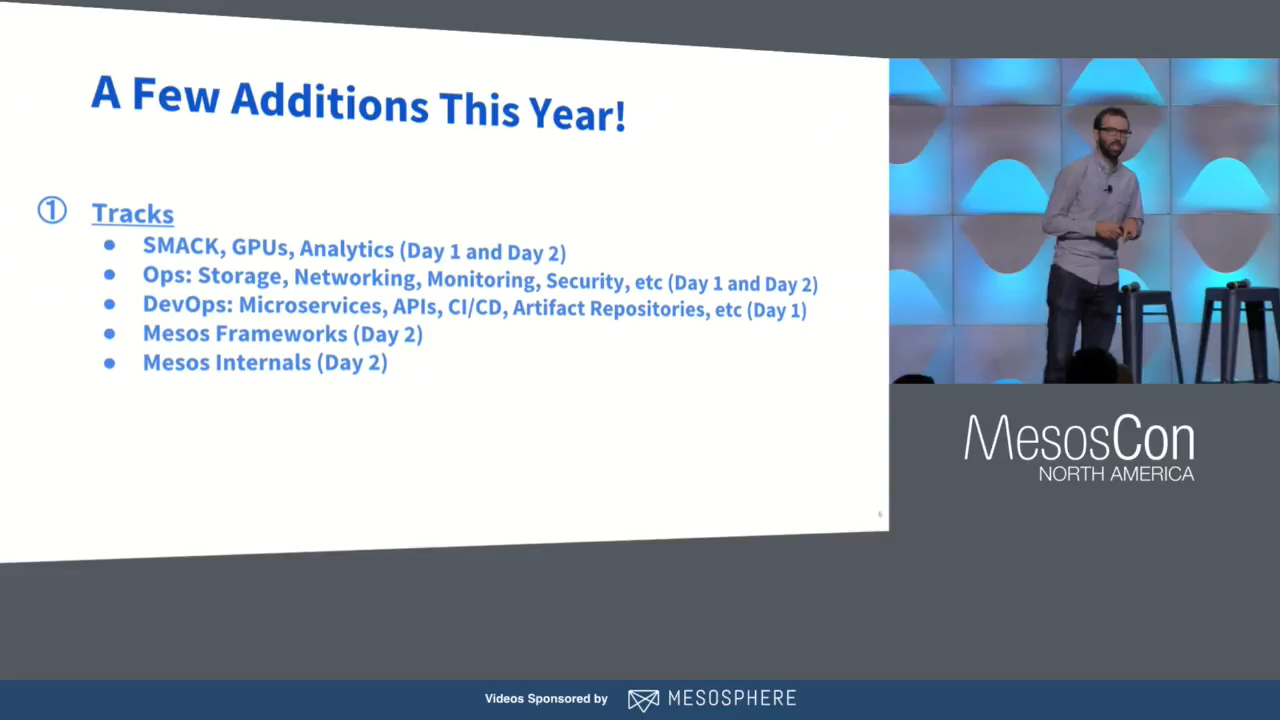 A Few Additions This Year!
① Tracks
● SMACK, GPUs, Analytics (Day 1 and Day 2)
● Ops: Storage, Networking, Monitoring, Security, etc (Day 1 and Day 2)
● DevOps: Microservices, APIs, CI/CD, Artifact Repositories, etc (Day 1)
● Mesos Frameworks (Day 2)
● Mesos Internals (Day 2)
6
MesosCon
NORTH AMERICA
Videos Sponsored by MESOSPHERE